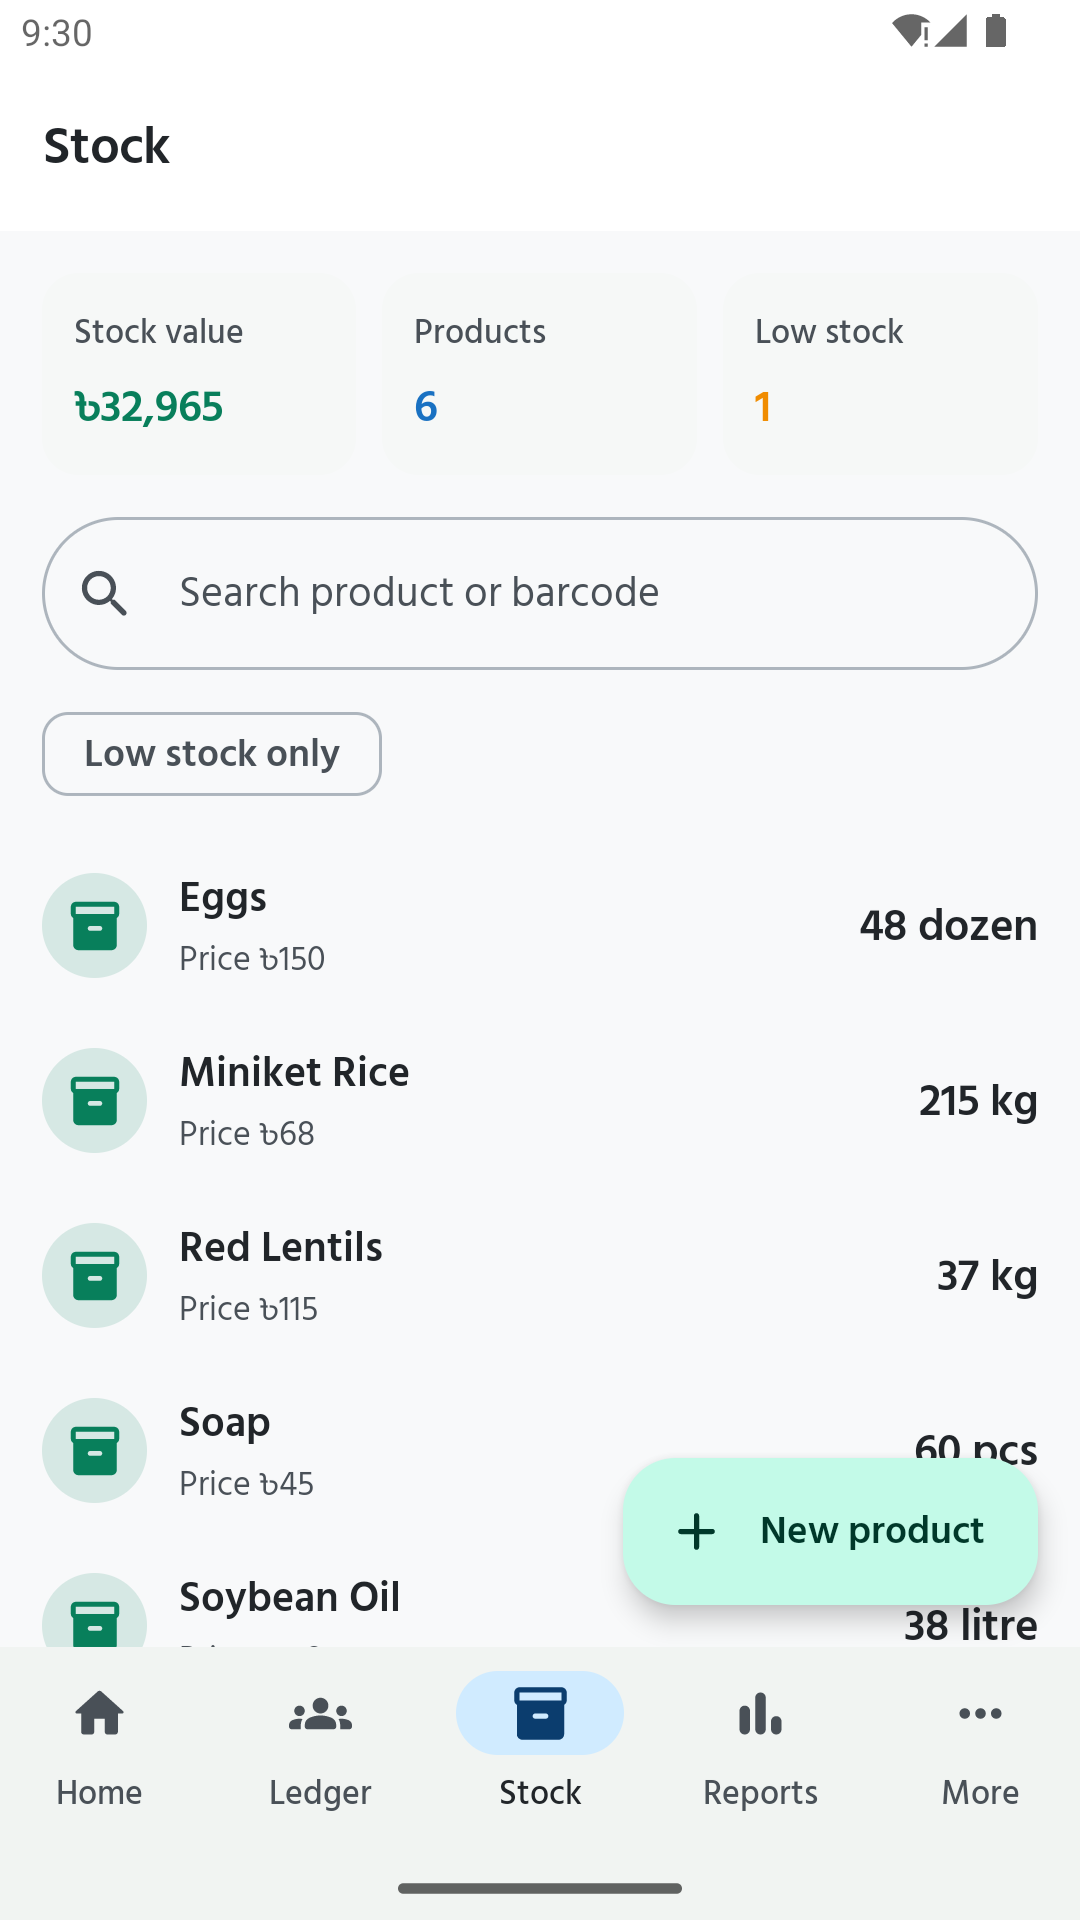 9:30
Stock
Stock value
৳32,965
Products
6
Low stock
1
Search product or barcode
Low stock only
Eggs
Price ৳150
48 dozen
Miniket Rice
Price ৳68
215 kg
Red Lentils
Price ৳115
37 kg
Soap
Price ৳45
60 pcs
New product
Soybean Oil
38 litre
Home
Ledger
Stock
Reports
More